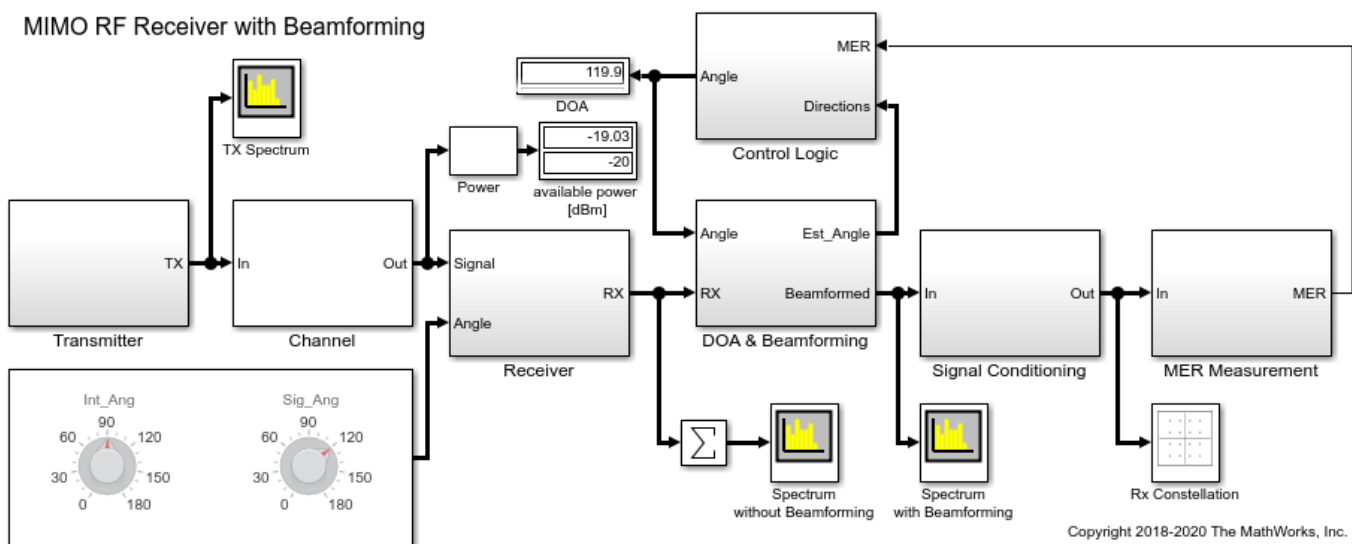 MIMO RF Receiver with Beamforming
TX Spectrum
119.9
DOA
-19.03
-20
available power
[dBm]
Power
MER
Angle
Directions
Control Logic
TX
Transmitter
In
Out
Channel
Signal
Angle
RX
Receiver
Angle
RX
Est_Angle
Beamformed
DOA & Beamforming
In
Out
Signal Conditioning
In
MER
MER Measurement
Int_Ang
0
30
60
90
120
150
180
Sig_Ang
0
30
60
90
120
150
180
Σ
Spectrum
without Beamforming
Spectrum
with Beamforming
Rx Constellation
Copyright 2018-2020 The MathWorks, Inc.